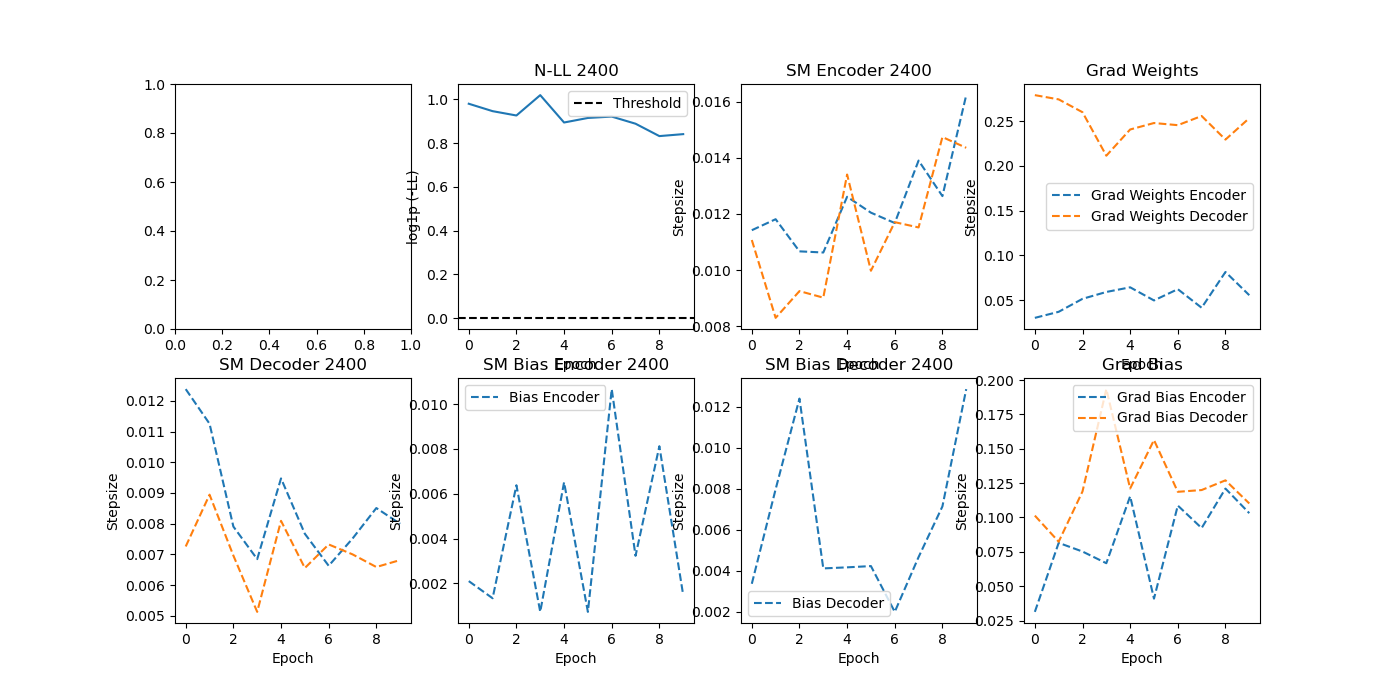 N-LL 2400
SM Encoder 2400
Grad Weights
1.0
0.8
0.6
0.4
0.2
0.0
0.0 0.2 0.4 0.6 0.8 1.0
log1p (-LL)
1.0
0.8
0.6
0.4
0.2
0.0
Threshold
0 2 4 6 8
Epoch
Stepsize
0.016
0.014
0.012
0.010
0.008
0 2 4 6 8
Epoch
Stepsize
0.25
0.20
0.15
0.10
0.05
Grad Weights Encoder
Grad Weights Decoder
0 2 4 6 8
Epoch
SM Decoder 2400
SM Bias Encoder 2400
SM Bias Decoder 2400
Grad Bias
Stepsize
0.012
0.011
0.010
0.009
0.008
0.007
0.006
0.005
0 2 4 6 8
Epoch
Stepsize
0.010
0.008
0.006
0.004
0.002
Bias Encoder
0 2 4 6 8
Epoch
Stepsize
0.012
0.010
0.008
0.006
0.004
0.002
Bias Decoder
0 2 4 6 8
Epoch
Stepsize
0.200
0.175
0.150
0.125
0.100
0.075
0.050
0.025
Grad Bias Encoder
Grad Bias Decoder
0 2 4 6 8
Epoch